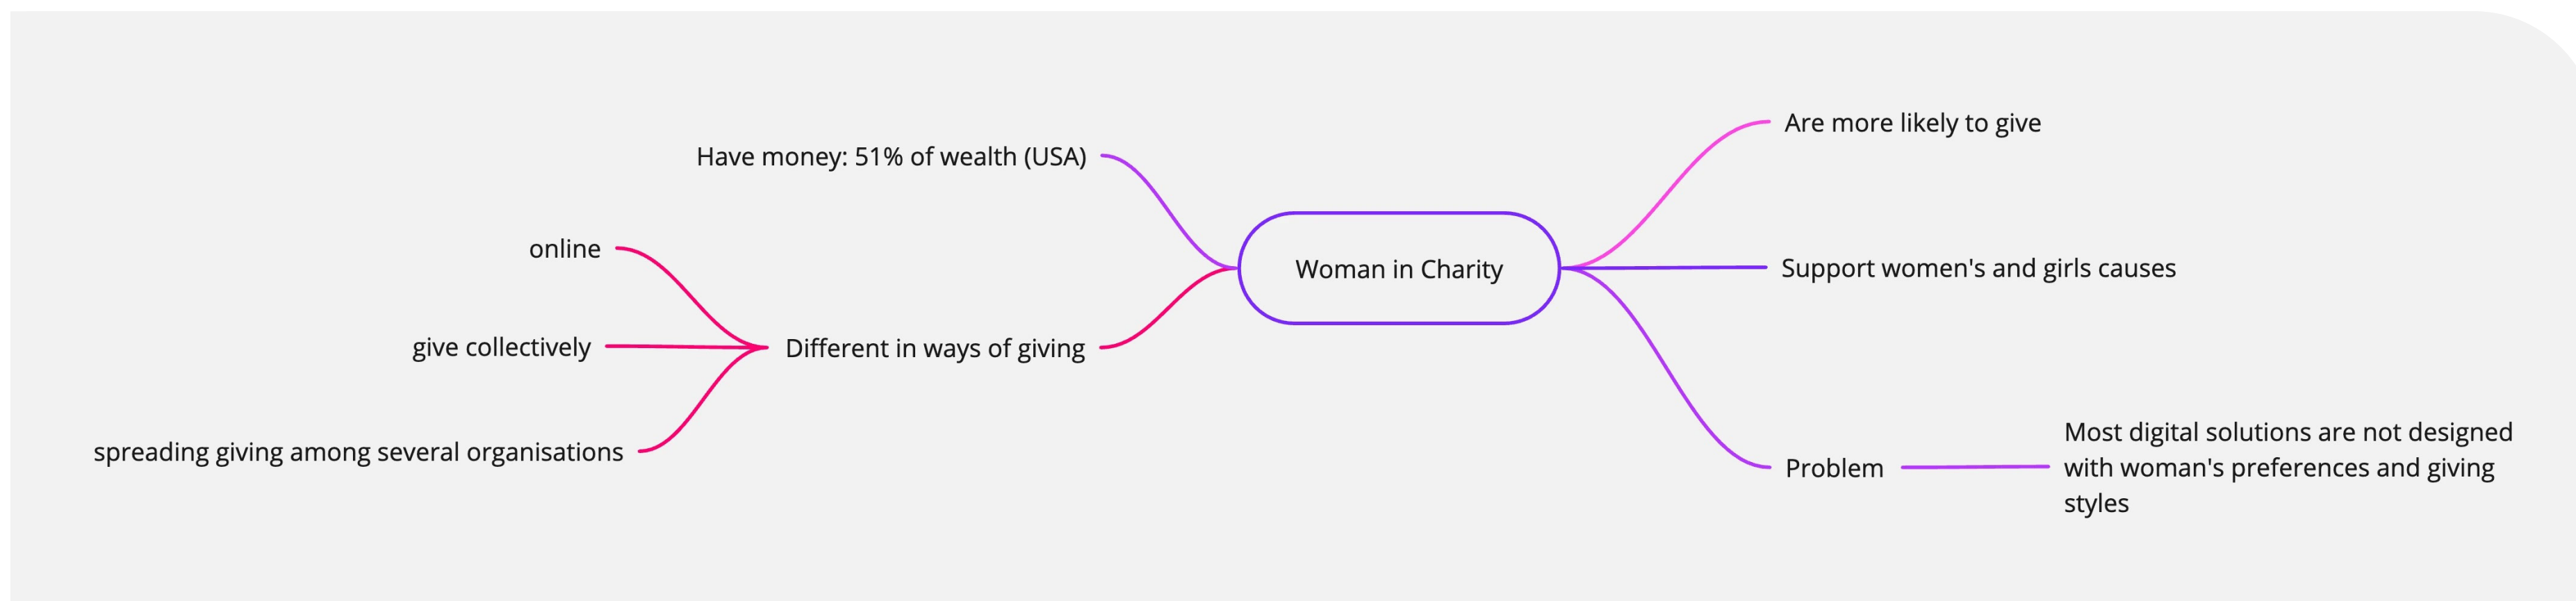 Are more likely to give
Have money: 51% of wealth (USA)
online
Woman in Charity
Support women's and girls causes
give collectively
Different in ways of giving
spreading giving among several organisations
Problem
Most digital solutions are not designed
with woman's preferences and giving
styles